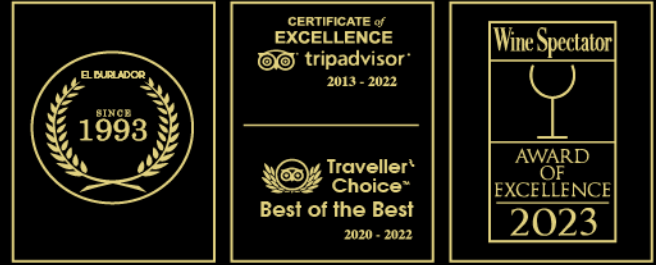 EL BURLADOR
SINCE
1993
CERTIFICATE of
EXCELLENCE
tripadvisor
2013 - 2022
Traveller's
Choice™
Best of the Best
2020 - 2022
Wine Spectator
AWARD
OF
EXCELLENCE
2023